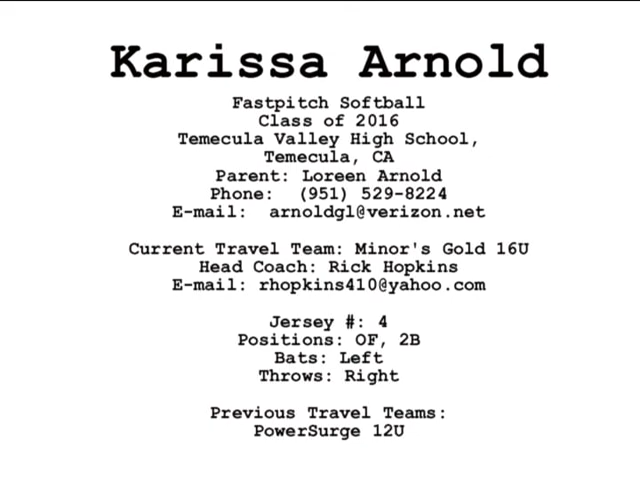 Karissa Arnold
Fastpitch Softball
Class of 2016
Temecula Valley High School,
Temecula, CA
Parent: Loreen Arnold
Phone: (951) 529-8224
E-mail: arnoldgl@verizon.net
Current Travel Team: Minor's Gold 16U
Head Coach: Rick Hopkins
E-mail: rhopkins410@yahoo.com
Jersey #: 4
Positions: OF, 2B
Bats: Left
Throws: Right
Previous Travel Teams:
PowerSurge 12U